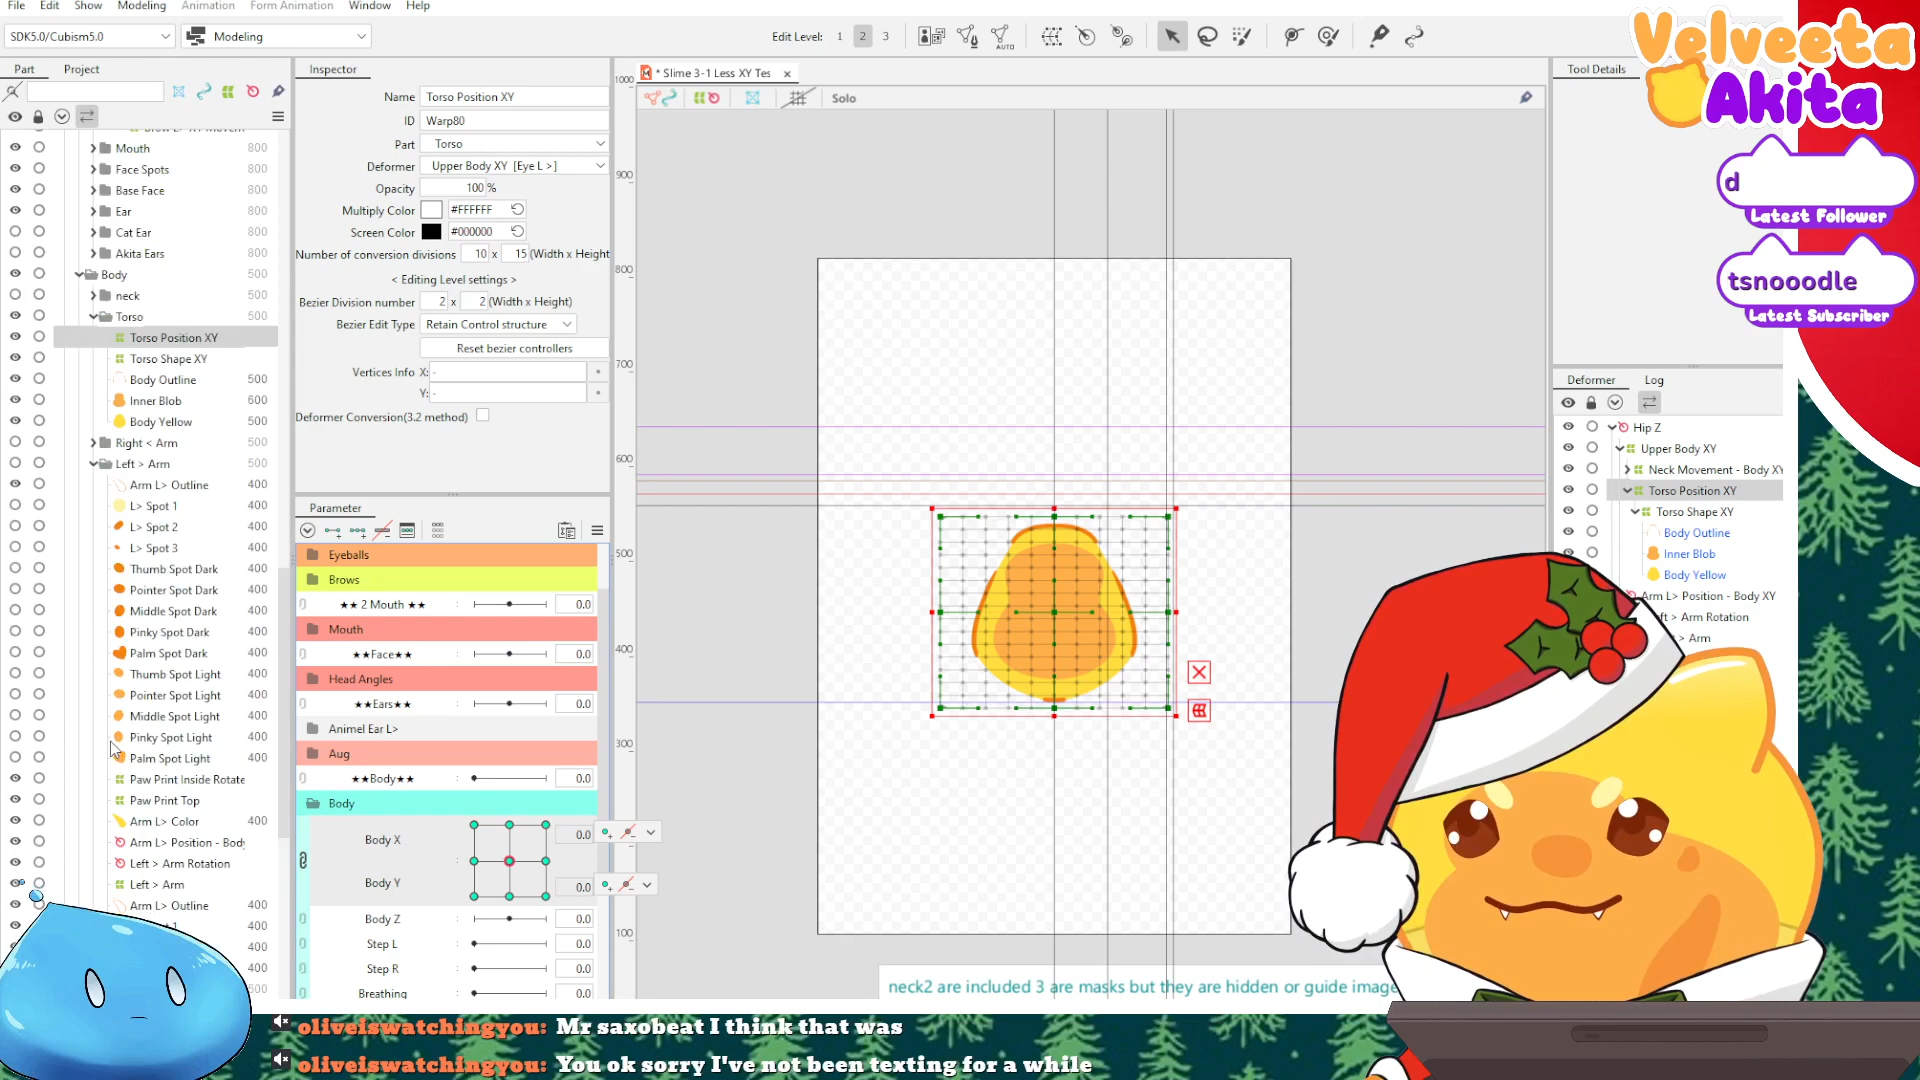 File Edit Show Modeling Animation Form Animation Window Help
SDK5.0/Cubism5.0 Modeling Edit Level: 1 2 3
Part Project
Mouth 800
Face Spots 800
Base Face 800
Ear 800
Cat Ear 800
Akita Ears 800
Body 500
neck 500
Torso 500
Torso Position XY
Torso Shape XY
Body Outline 500
Inner Blob 600
Body Yellow 500
Right < Arm 500
Left > Arm 500
Arm L> Outline 400
L> Spot 1 400
L> Spot 2 400
L> Spot 3 400
Thumb Spot Dark 400
Pointer Spot Dark 400
Middle Spot Dark 400
Pinky Spot Dark 400
Palm Spot Dark 400
Thumb Spot Light 400
Pointer Spot Light 400
Middle Spot Light 400
Pinky Spot Light 400
Palm Spot Light 400
Paw Print Inside Rotate
Paw Print Top
Arm L> Color 400
Arm L> Position - Body
Left > Arm Rotation
Left > Arm
Arm L> Outline 400
400
400
400
500
Inspector
Name Torso Position XY
ID Warp80
Part Torso
Deformer Upper Body XY [Eye L >]
Opacity 100 %
Multiply Color #FFFFFF
Screen Color #000000
Number of conversion divisions 10 x 15 (Width x Height
< Editing Level settings >
Bezier Division number 2 x 2 (Width x Height)
Bezier Edit Type Retain Control structure
Reset bezier controllers
Vertices Info X: -
Y: -
Deformer Conversion(3.2 method)
Parameter
Eyeballs
Brows
★★ 2 Mouth ★★ : 0.0
Mouth
★★Face★★ : 0.0
Head Angles
★★Ears★★ : 0.0
Animal Ear L>
Aug
★★Body★★ : 0.0
Body
Body X 0.0
Body Y 0.0
Body Z : 0.0
Step L : 0.0
Step R : 0.0
Breathing : 0.0
* Slime 3-1 Less XY Tes
Solo
1000
900
800
700
600
500
400
300
100
neck2 are included 3 are masks but they are hidden or guide image
Tool Details
Deformer Log
Hip Z
Upper Body XY
Neck Movement - Body XY
Torso Position XY
Torso Shape XY
Body Outline
Inner Blob
Body Yellow
Arm L> Position - Body XY
> Arm Rotation
> Arm
Velveeta
Akita
d
Latest Follower
tsnooodle
Latest Subscriber
oliveiswatchingyou: Mr saxobeat I think that was
oliveiswatchingyou: You ok sorry I've not been texting for a while